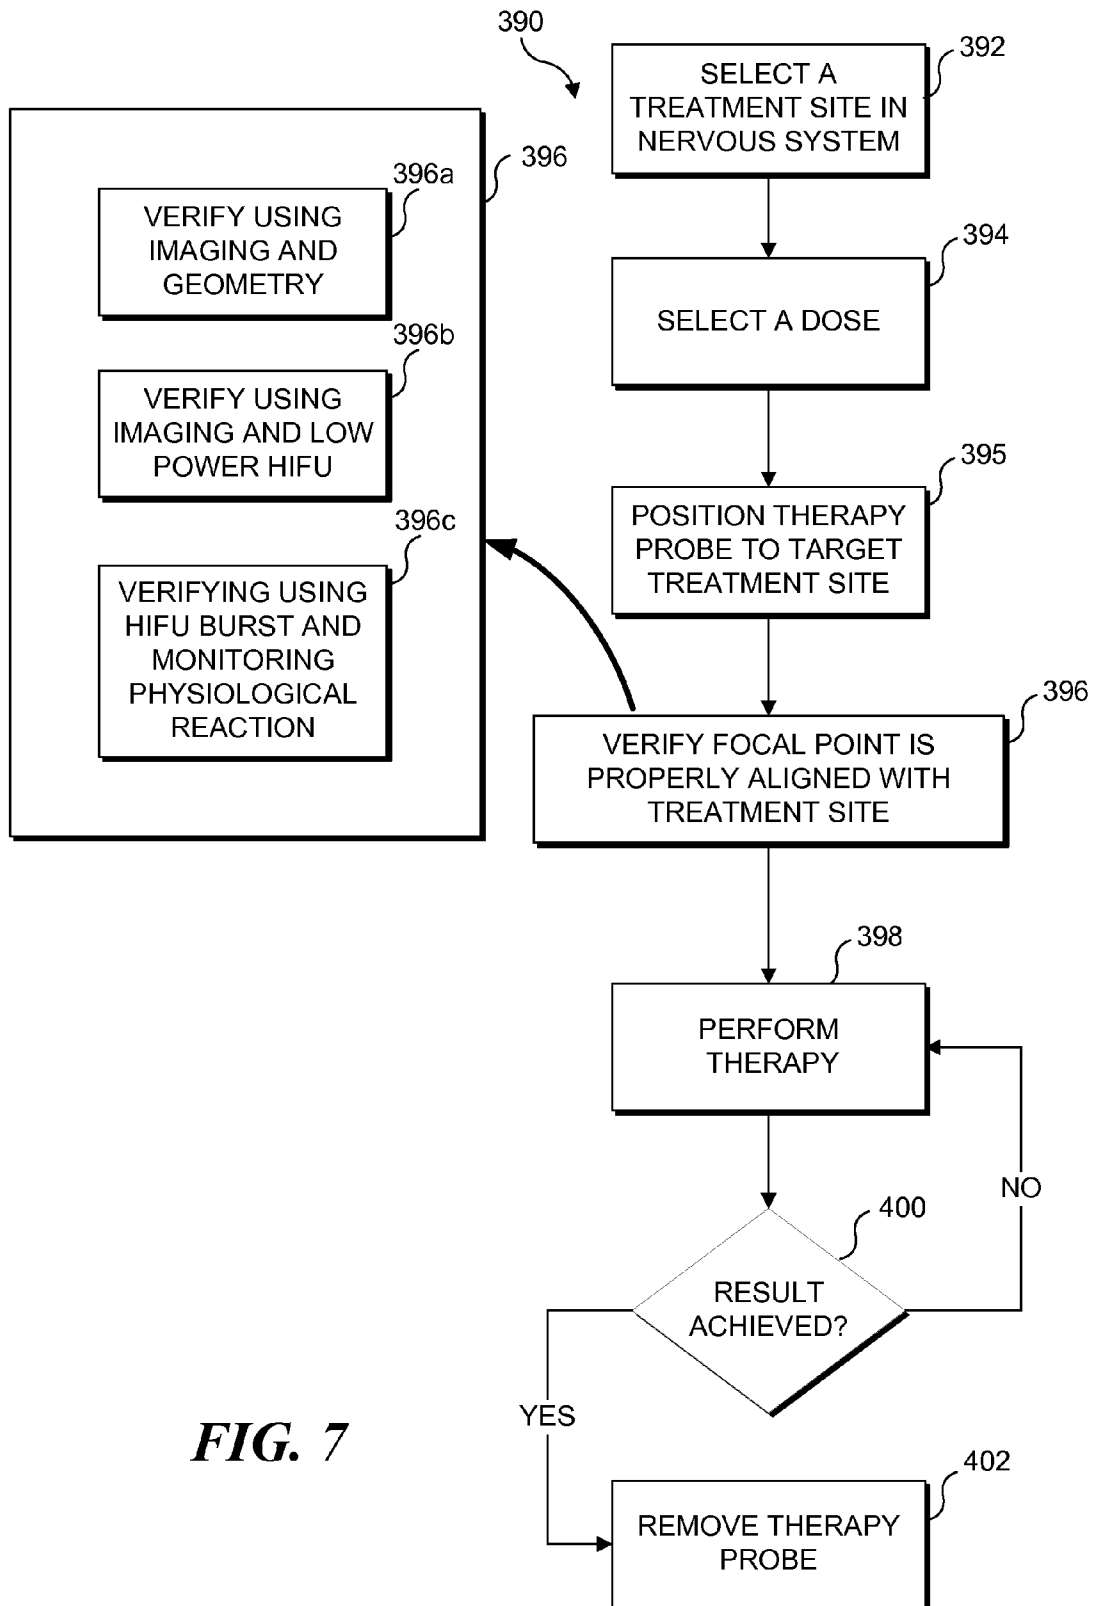 390
SELECT A
TREATMENT SITE IN
NERVOUS SYSTEM
392
SELECT A DOSE
394
POSITION THERAPY
PROBE TO TARGET
TREATMENT SITE
395
VERIFY FOCAL POINT IS
PROPERLY ALIGNED WITH
TREATMENT SITE
396
396
396a
VERIFY USING
IMAGING AND
GEOMETRY
396b
VERIFY USING
IMAGING AND LOW
POWER HIFU
396c
VERIFYING USING
HIFU BURST AND
MONITORING
PHYSIOLOGICAL
REACTION
398
PERFORM
THERAPY
400
RESULT
ACHIEVED?
NO
YES
402
REMOVE THERAPY
PROBE
FIG. 7